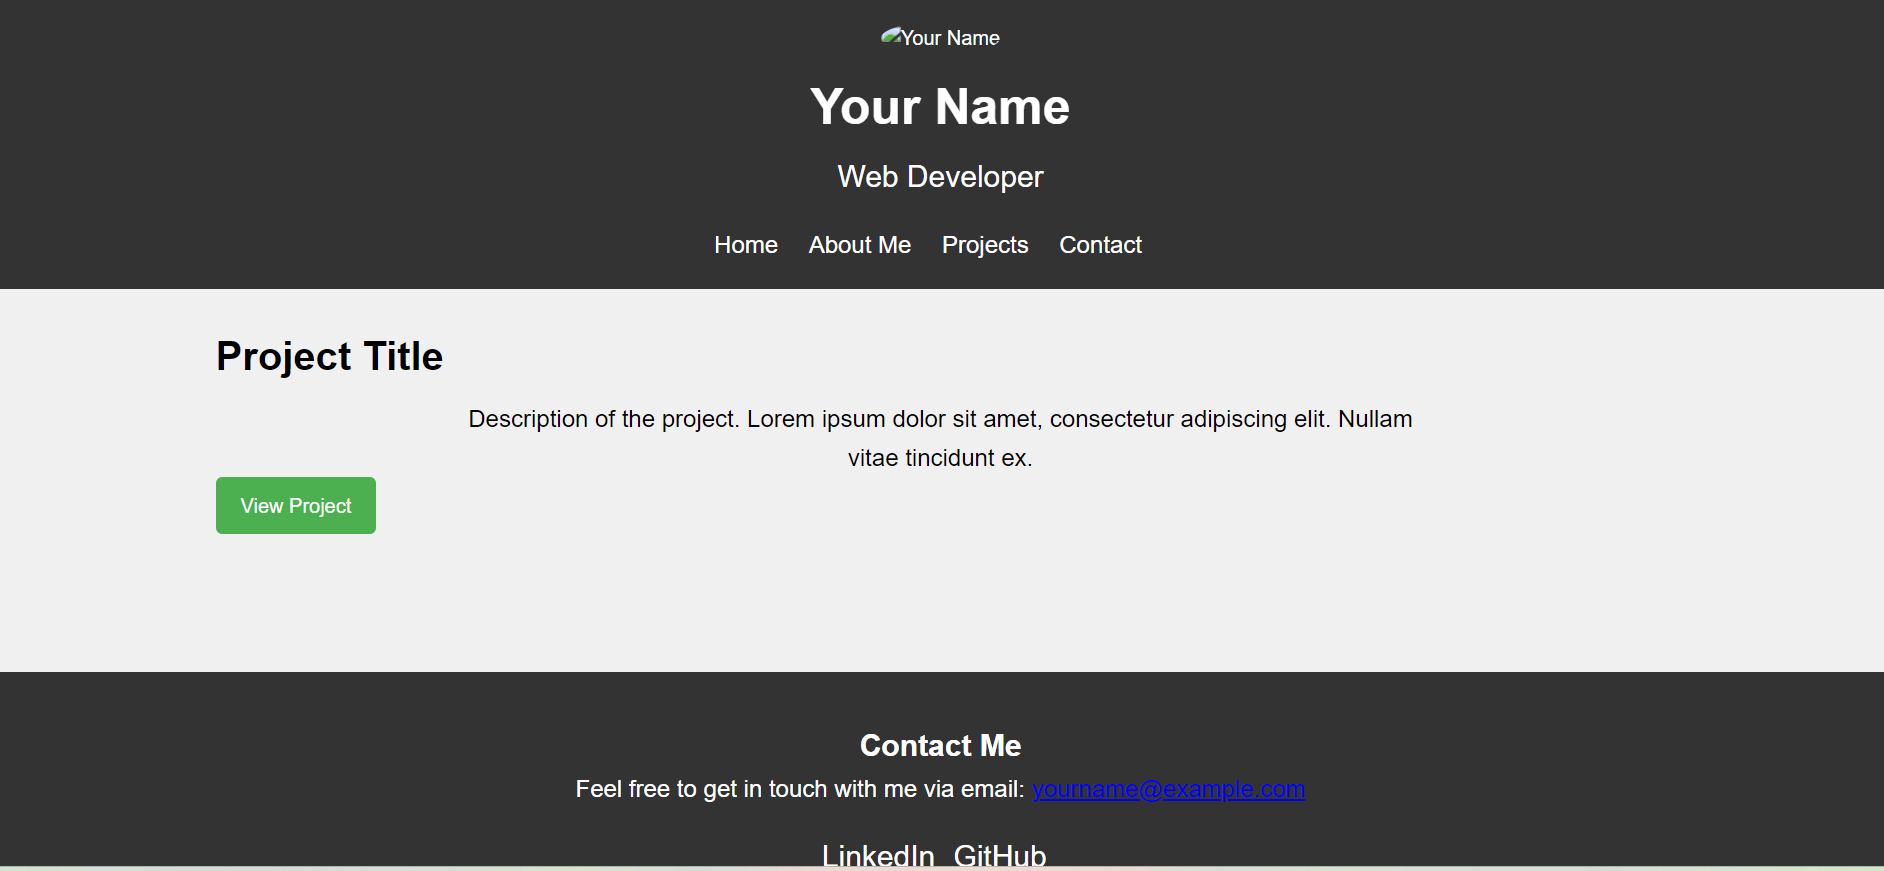 Your Name
Your Name
Web Developer
Home About Me Projects Contact
Project Title
Description of the project. Lorem ipsum dolor sit amet, consectetur adipiscing elit. Nullam
vitae tincidunt ex.
View Project
Contact Me
Feel free to get in touch with me via email: yourname@example.com
LinkedIn GitHub